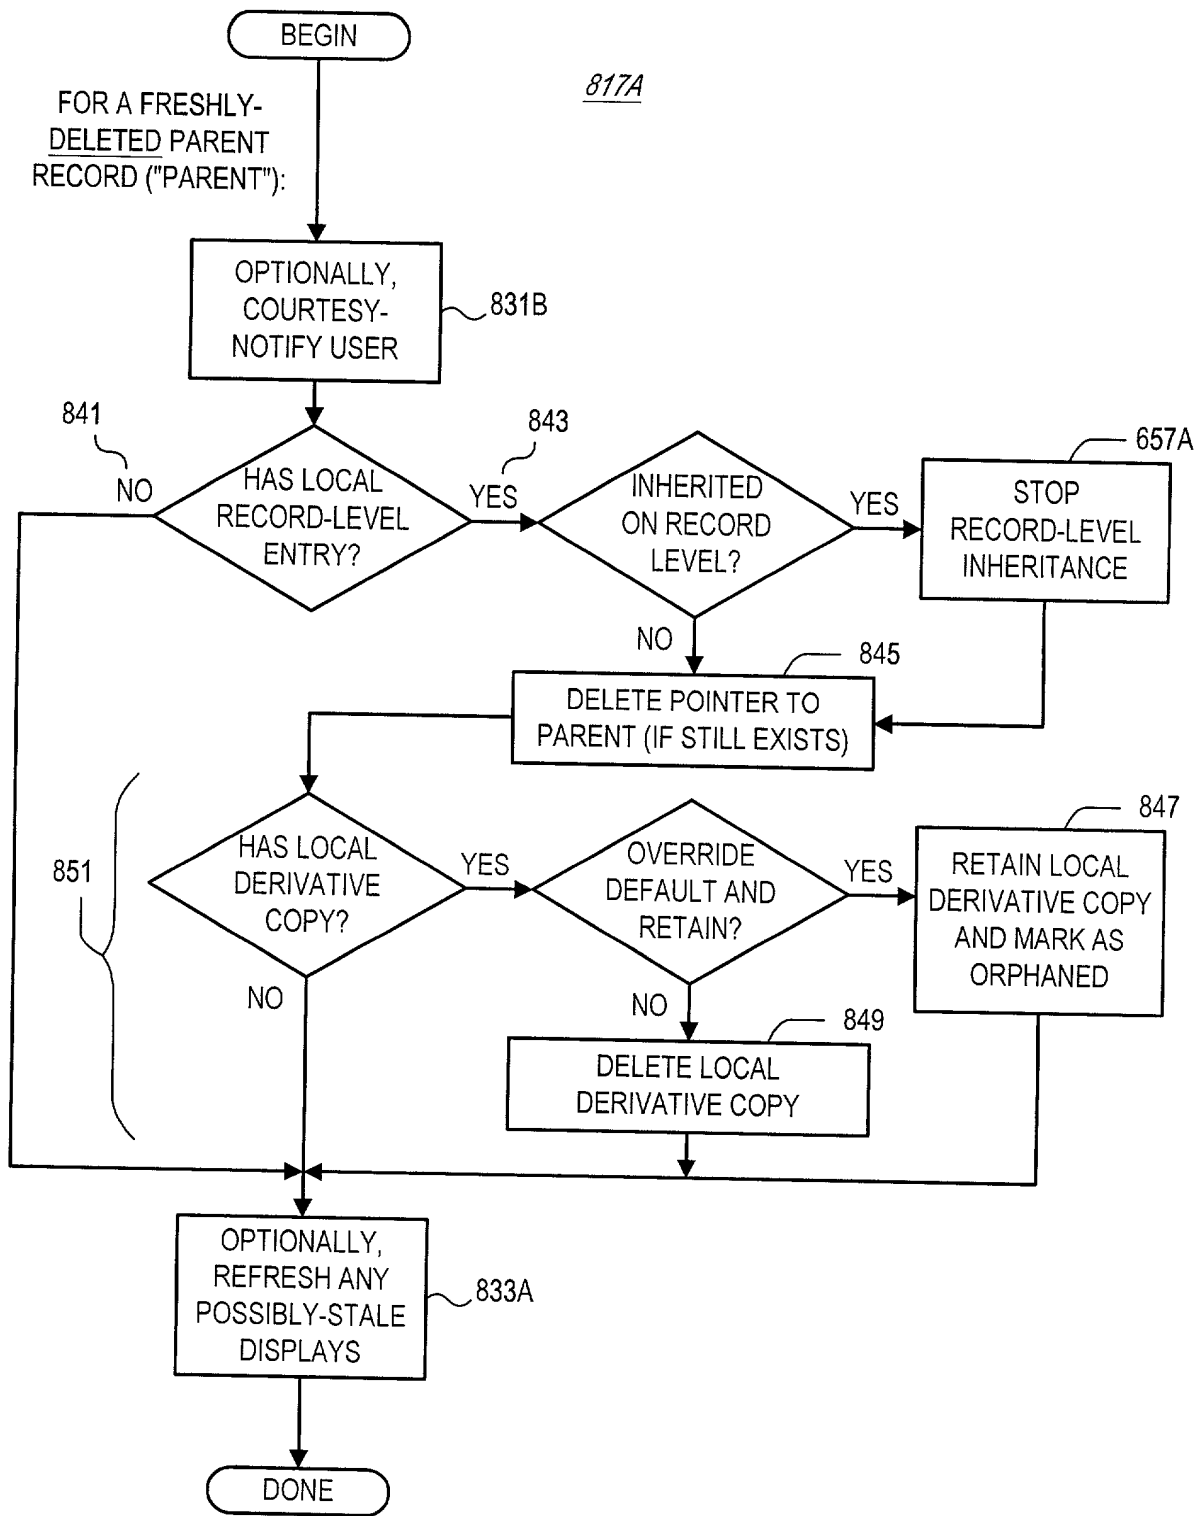 BEGIN
817A
FOR A FRESHLY-
DELETED PARENT
RECORD ("PARENT"):
OPTIONALLY,
COURTESY-
NOTIFY USER
831B
841
NO
HAS LOCAL
RECORD-LEVEL
ENTRY?
843
YES
INHERITED
ON RECORD
LEVEL?
YES
657A
STOP
RECORD-LEVEL
INHERITANCE
NO
845
DELETE POINTER TO
PARENT (IF STILL EXISTS)
851
HAS LOCAL
DERIVATIVE
COPY?
YES
OVERRIDE
DEFAULT AND
RETAIN?
YES
847
RETAIN LOCAL
DERIVATIVE COPY
AND MARK AS
ORPHANED
NO
NO
849
DELETE LOCAL
DERIVATIVE COPY
OPTIONALLY,
REFRESH ANY
POSSIBLY-STALE
DISPLAYS
833A
DONE